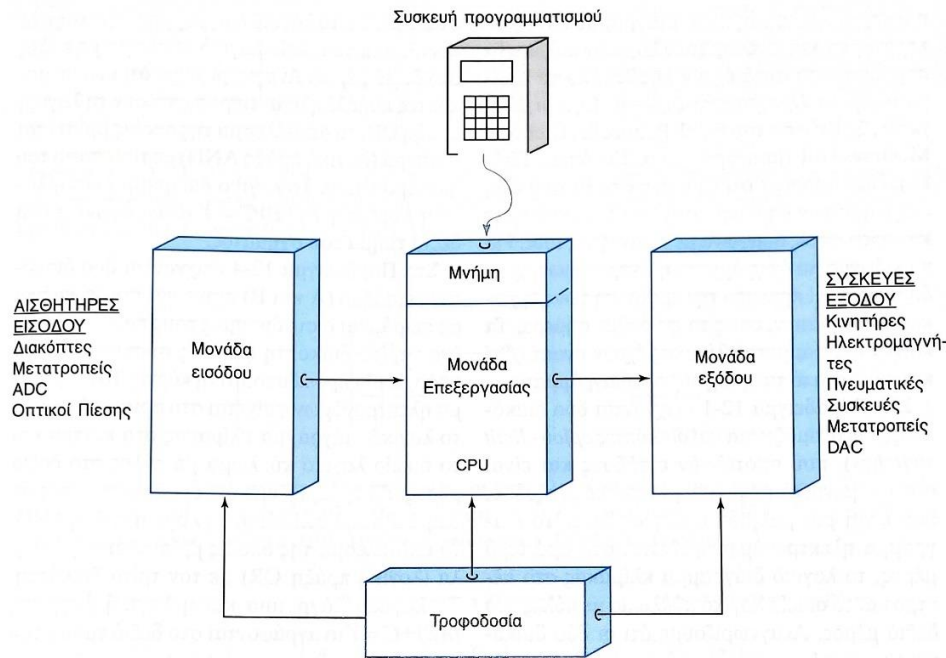 Συσκευή προγραμματισμού
ΑΙΣΘΗΤΗΡΕΣ
ΕΙΣΟΔΟΥ
Διακόπτες
Μετατροπείς
ADC
Οπτικοί Πίεσης
Μονάδα
εισόδου
Μνήμη
Μονάδα
Επεξεργασίας
CPU
Μονάδα
εξόδου
ΣΥΣΚΕΥΕΣ
ΕΞΟΔΟΥ
Κινητήρες
Ηλεκτρομαγνή-
τες
Πνευματικές
Συσκευές
Μετατροπείς
DAC
Τροφοδοσία